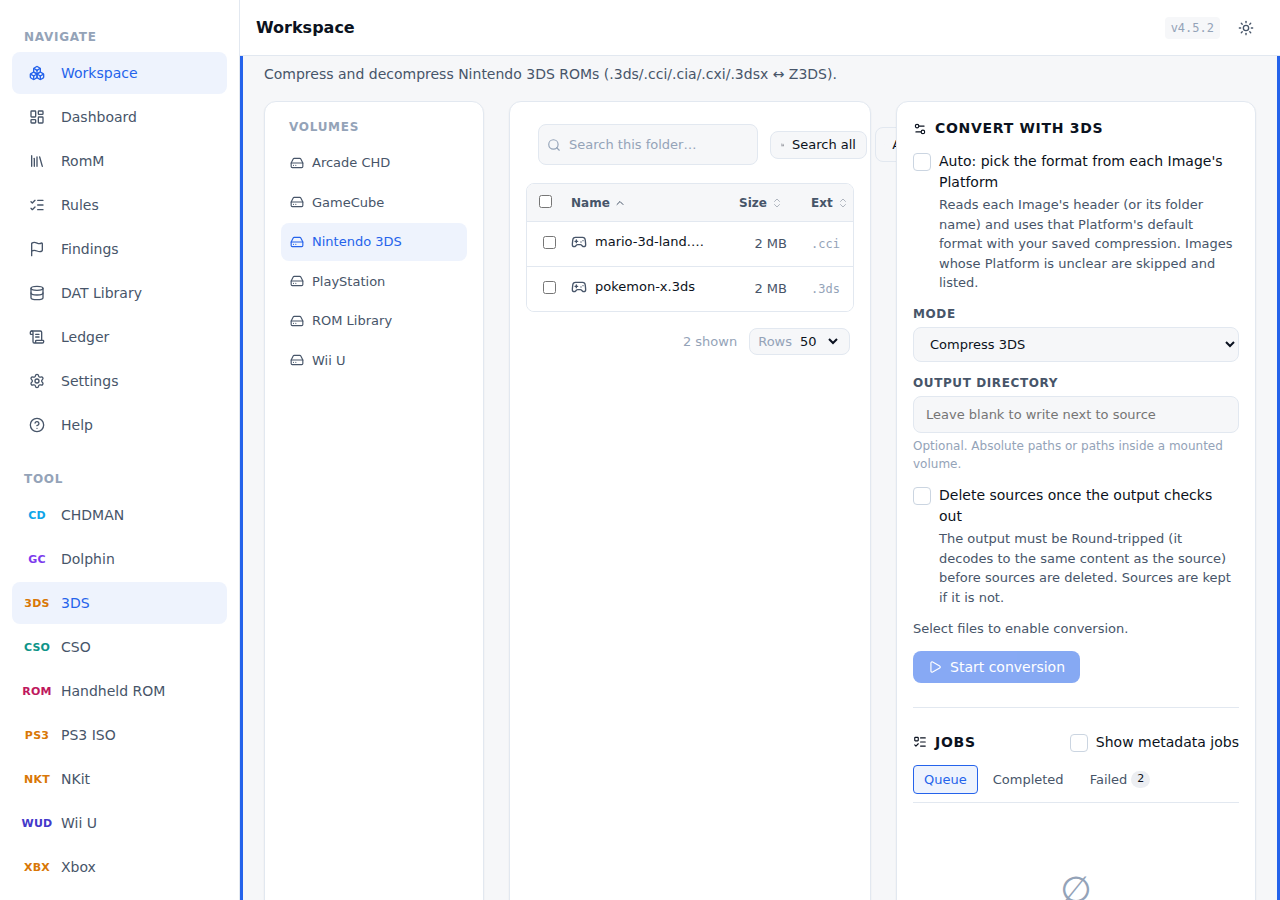 NAVIGATE
Workspace
Dashboard
RomM
Rules
Findings
DAT Library
Ledger
Settings
Help
TOOL
CD CHDMAN
GC Dolphin
3DS 3DS
CSO CSO
ROM Handheld ROM
PS3 PS3 ISO
NKT NKit
WUD Wii U
XBX Xbox
Workspace
v4.5.2
Compress and decompress Nintendo 3DS ROMs (.3ds/.cci/.cia/.cxi/.3dsx ↔ Z3DS).
VOLUMES
Arcade CHD
GameCube
Nintendo 3DS
PlayStation
ROM Library
Wii U
Search this folder…
Search all
Name Size Ext
mario-3d-land.… 2 MB .cci
pokemon-x.3ds 2 MB .3ds
2 shown Rows 50
CONVERT WITH 3DS
Auto: pick the format from each Image's
Platform
Reads each Image's header (or its folder
name) and uses that Platform's default
format with your saved compression. Images
whose Platform is unclear are skipped and
listed.
MODE
Compress 3DS
OUTPUT DIRECTORY
Leave blank to write next to source
Optional. Absolute paths or paths inside a mounted
volume.
Delete sources once the output checks
out
The output must be Round-tripped (it
decodes to the same content as the source)
before sources are deleted. Sources are kept
if it is not.
Select files to enable conversion.
Start conversion
JOBS
Show metadata jobs
Queue Completed Failed 2